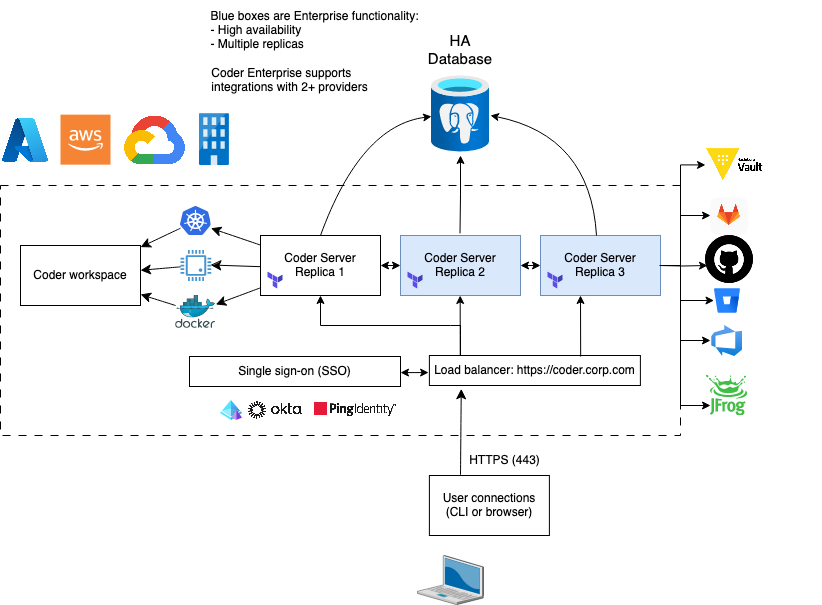 Blue boxes are Enterprise functionality:
- High availability
- Multiple replicas
Coder Enterprise supports
integrations with 2+ providers
HA
Database
aws
Vault
Coder workspace
Coder Server
Replica 1
Coder Server
Replica 2
Coder Server
Replica 3
docker
Single sign-on (SSO)
Load balancer: https://coder.corp.com
okta
PingIdentity
JFrog
HTTPS (443)
User connections
(CLI or browser)